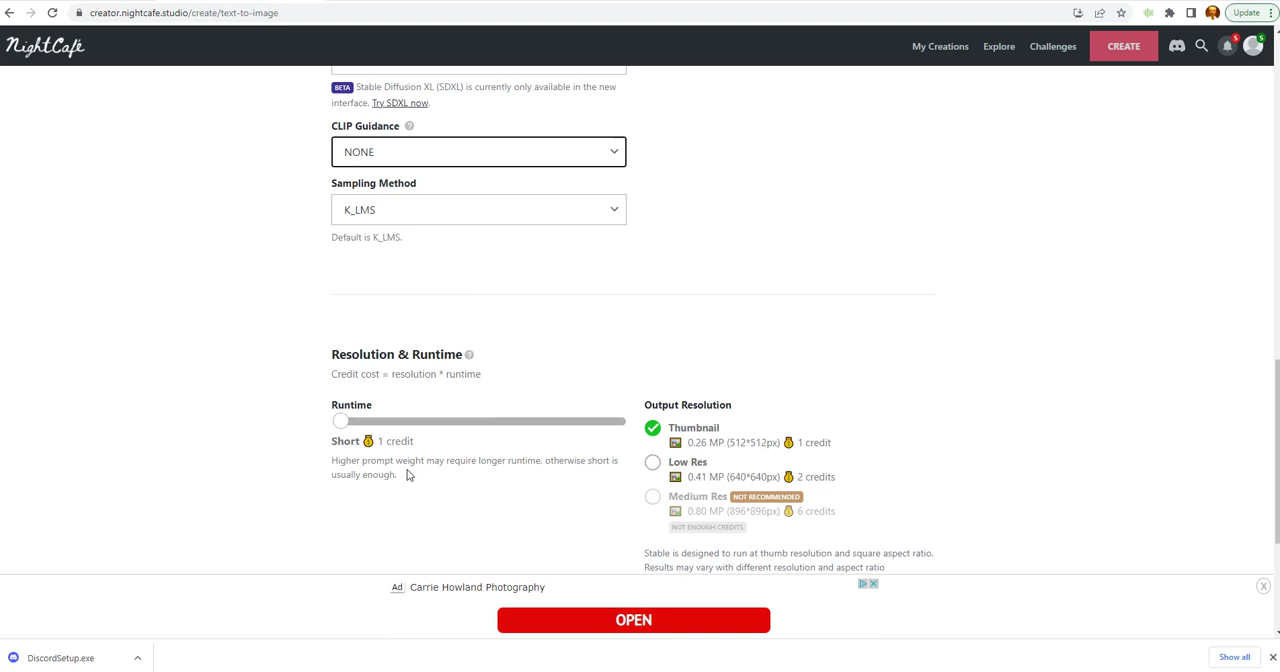 creator.nightcafe.studio/create/text-to-image
Update
NightCafe
My Creations
Explore
Challenges
CREATE
5
5
BETA Stable Diffusion XL (SDXL) is currently only available in the new
interface. Try SDXL now.
CLIP Guidance ?
NONE
Sampling Method
K_LMS
Default is K_LMS.
Resolution & Runtime ?
Credit cost = resolution * runtime
Runtime
Short 1 credit
Higher prompt weight may require longer runtime, otherwise short is
usually enough.
Output Resolution
Thumbnail
0.26 MP (512*512px) 1 credit
Low Res
0.41 MP (640*640px) 2 credits
Medium Res NOT RECOMMENDED
0.80 MP (896*896px) 6 credits
NOT ENOUGH CREDITS
Stable is designed to run at thumb resolution and square aspect ratio.
Results may vary with different resolution and aspect ratio
Ad Carrie Howland Photography
OPEN
DiscordSetup.exe
Show all